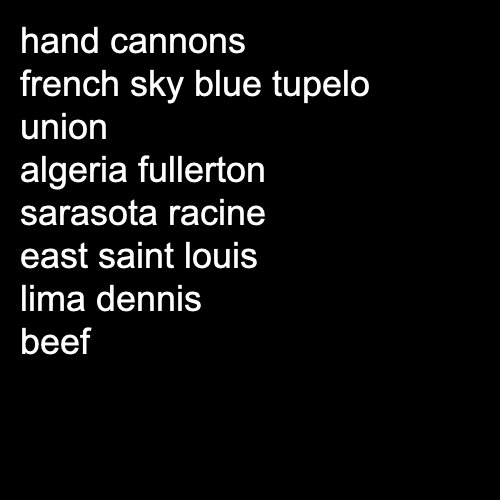 hand cannons
french sky blue tupelo
union
algeria fullerton
sarasota racine
east saint louis
lima dennis
beef